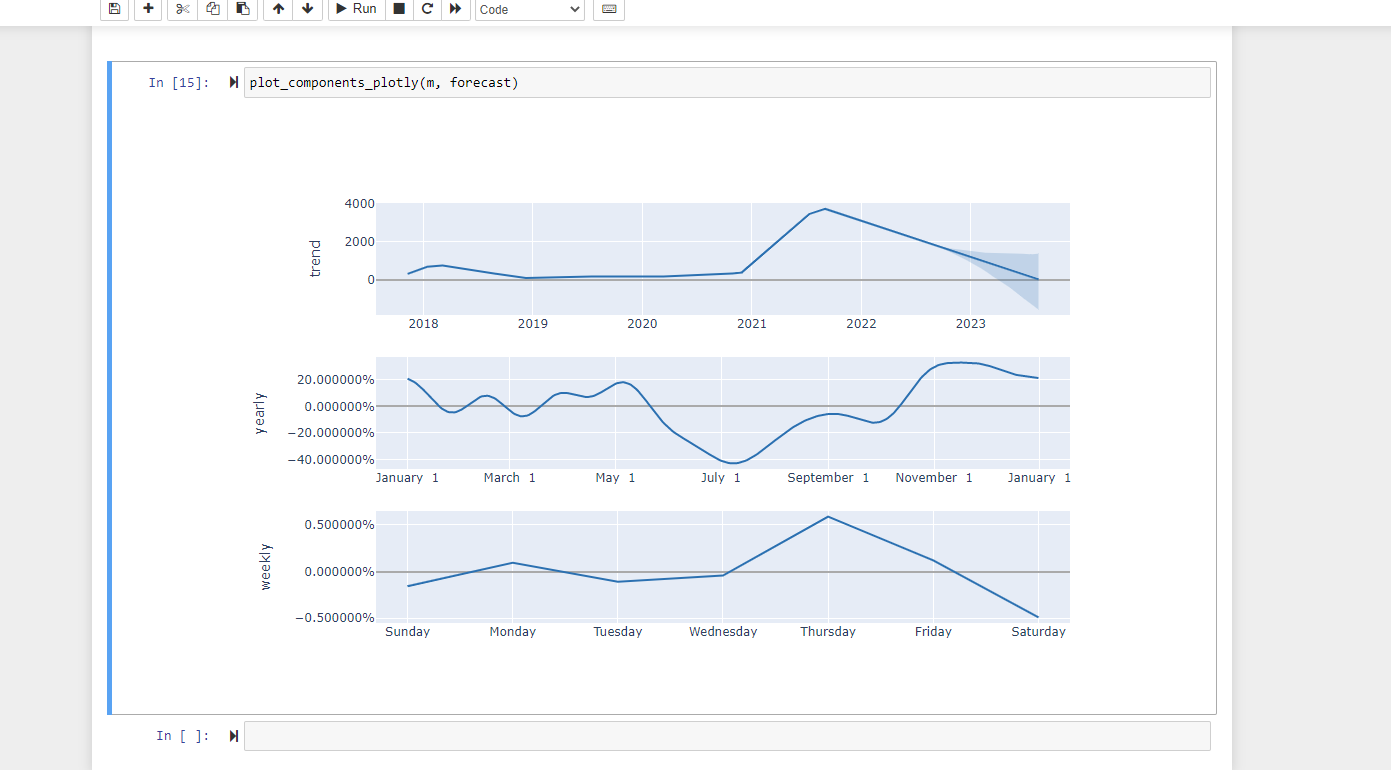 Run Code
In [15]: plot_components_plotly(m, forecast)
4000
2000
0
trend
2018 2019 2020 2021 2022 2023
20.000000%
0.000000%
−20.000000%
−40.000000%
yearly
January 1 March 1 May 1 July 1 September 1 November 1 January 1
0.500000%
0.000000%
−0.500000%
weekly
Sunday Monday Tuesday Wednesday Thursday Friday Saturday
In [ ]: